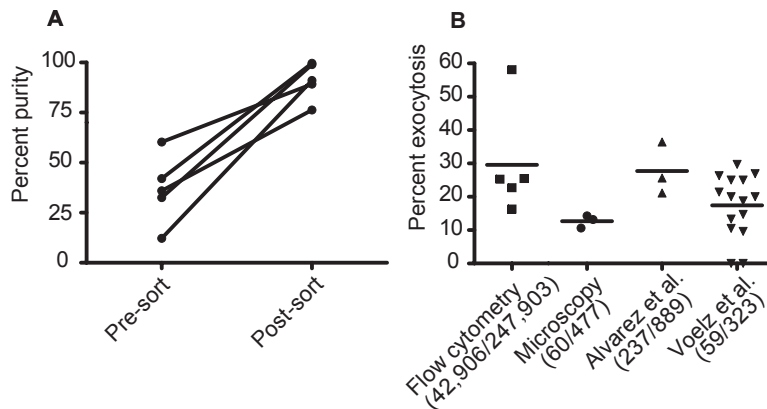 A
Percent purity
100
75
50
25
0
Pre-sort
Post-sort
B
Percent exocytosis
60
50
40
30
20
10
0
Flow cytometry
(42,906/247,903)
Microscopy
(60/477)
Alvarez et al.
(237/889)
Voelz et al.
(59/323)